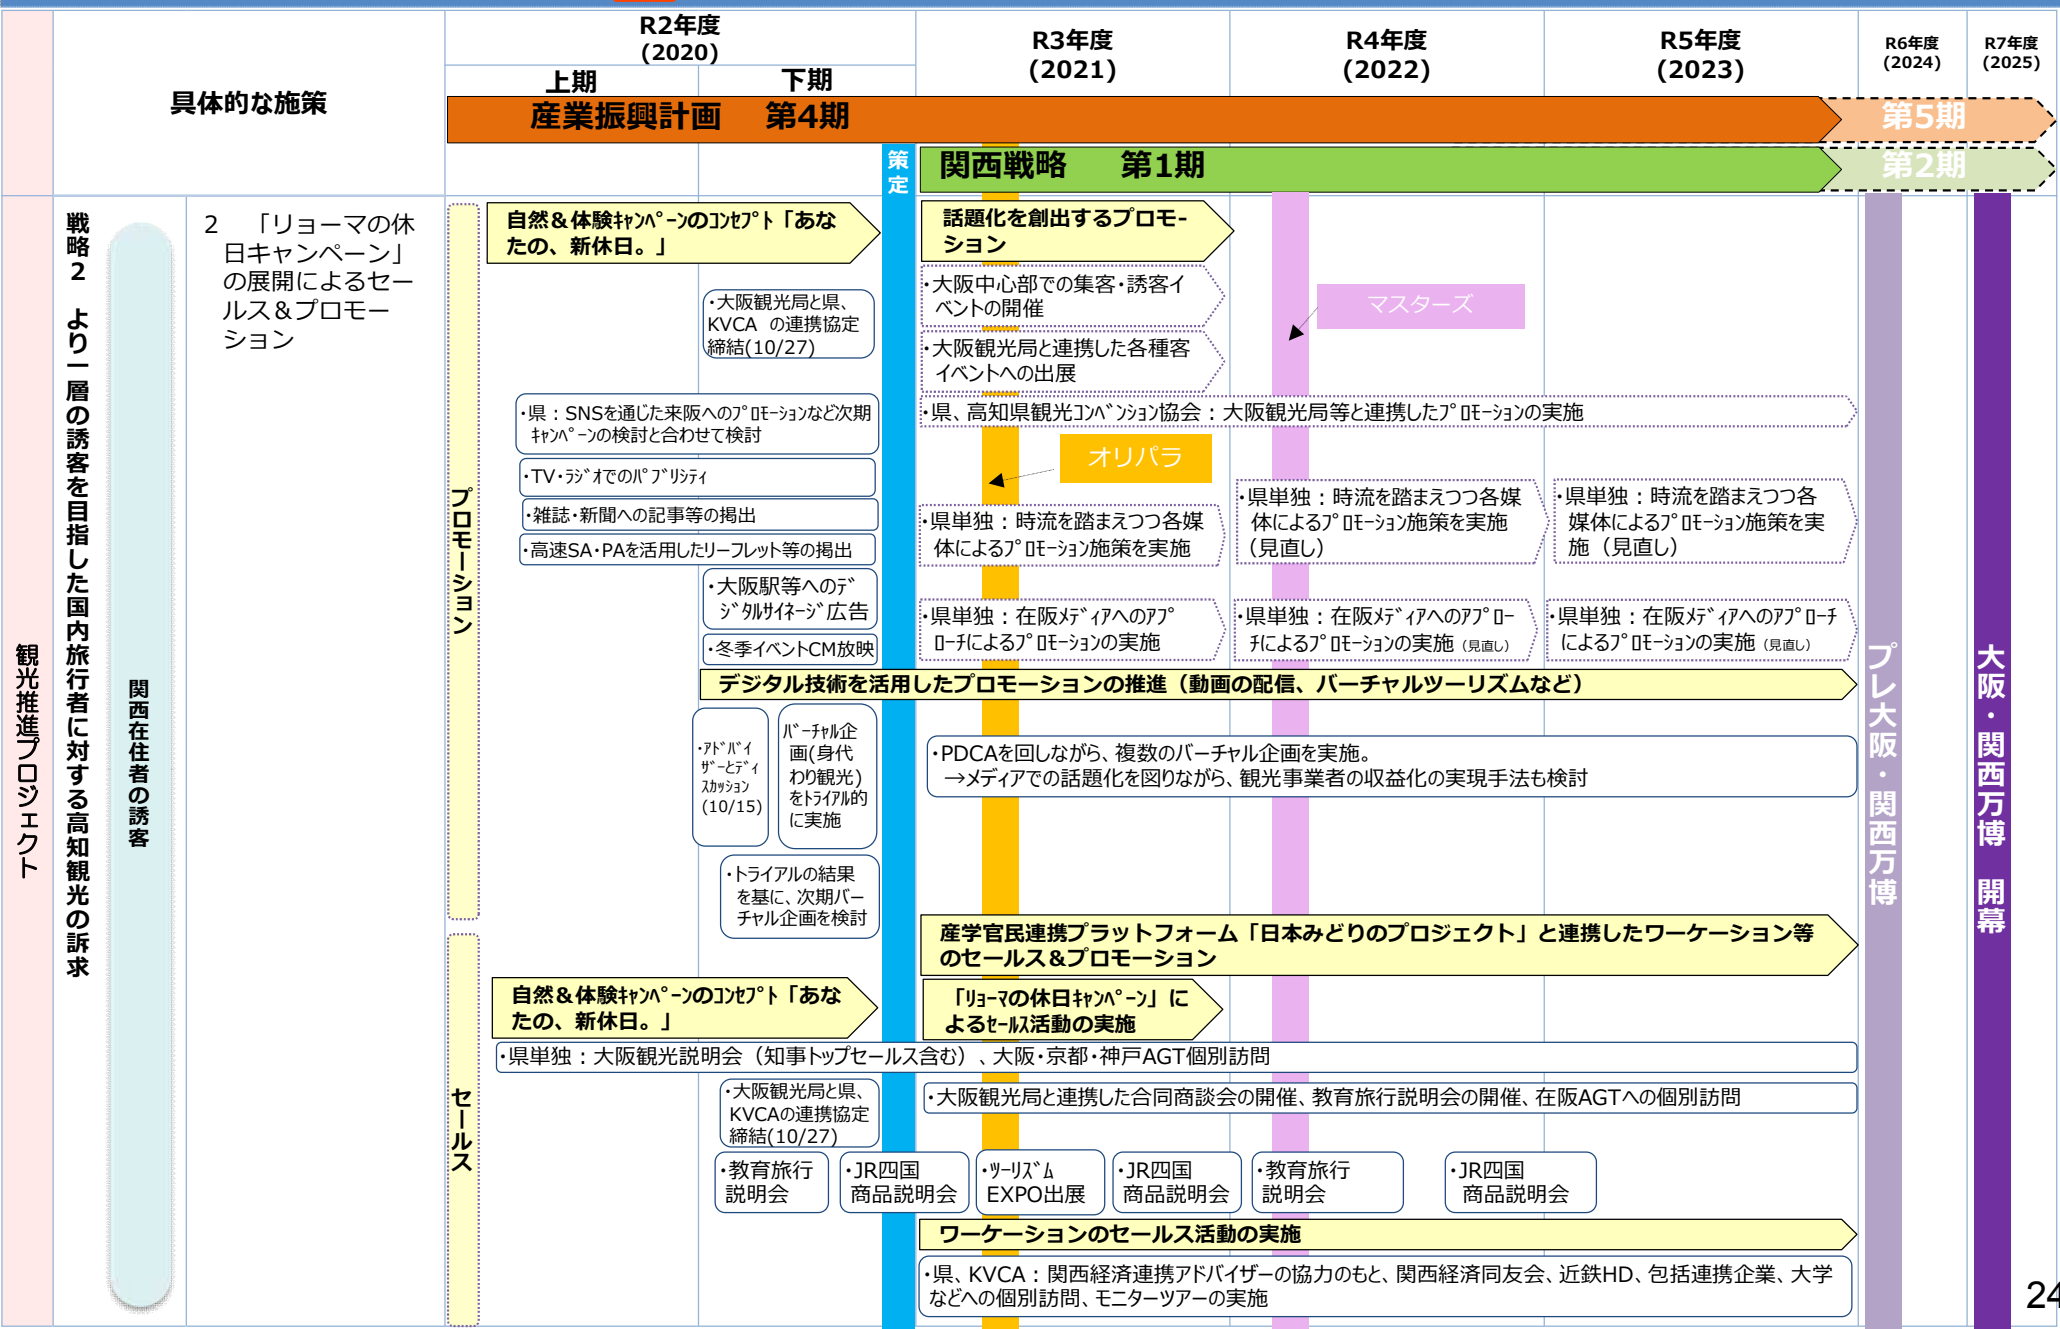 R2年度
(2020)
上期
下期
R3年度
(2021)
R4年度
(2022)
R5年度
(2023)
R6年度
(2024)
R7年度
(2025)
具体的な施策
産業振興計画　第4期
第5期
策定
関西戦略　第1期
第2期
観光推進プロジェクト
戦略2　より一層の誘客を目指した国内旅行者に対する高知観光の訴求
関西在住者の誘客
2　「リョーマの休
日キャンペーン」
の展開によるセー
ルス＆プロモー
ション
プロモーション
自然＆体験ｷｬﾝﾍﾟｰﾝのｺﾝｾﾌﾟﾄ「あな
たの、新休日。」
話題化を創出するプロモ-
ション
・大阪中心部での集客・誘客イ
ベントの開催
・大阪観光局と県、
KVCA の連携協定
締結(10/27)
マスターズ
・大阪観光局と連携した各種客
イベントへの出展
・県：SNSを通じた来阪へのﾌﾟﾛﾓｰｼｮﾝなど次期
ｷｬﾝﾍﾟｰﾝの検討と合わせて検討
・県、高知県観光ｺﾝﾍﾞﾝｼｮﾝ協会：大阪観光局等と連携したﾌﾟﾛﾓｰｼｮﾝの実施
オリパラ
・TV・ﾗｼﾞｵでのﾊﾟﾌﾞﾘｼﾃｨ
・雑誌・新聞への記事等の掲出
・高速SA・PAを活用したリーフレット等の掲出
・県単独：時流を踏まえつつ各媒
体によるﾌﾟﾛﾓｰｼｮﾝ施策を実施
・県単独：時流を踏まえつつ各媒
体によるﾌﾟﾛﾓｰｼｮﾝ施策を実施
（見直し）
・県単独：時流を踏まえつつ各
媒体によるﾌﾟﾛﾓｰｼｮﾝ施策を実
施（見直し）
・大阪駅等へのﾃﾞ
ｼﾞﾀﾙｻｲﾈｰｼﾞ広告
・冬季イベントCM放映
・県単独：在阪ﾒﾃﾞｨｱへのｱﾌﾟ
ﾛｰﾁによるﾌﾟﾛﾓｰｼｮﾝの実施
・県単独：在阪ﾒﾃﾞｨｱへのｱﾌﾟﾛｰ
ﾁによるﾌﾟﾛﾓｰｼｮﾝの実施（見直し）
・県単独：在阪ﾒﾃﾞｨｱへのｱﾌﾟﾛｰﾁ
によるﾌﾟﾛﾓｰｼｮﾝの実施（見直し）
デジタル技術を活用したプロモーションの推進（動画の配信、バーチャルツーリズムなど）
・ｱﾄﾞﾊﾞｲ
ｻﾞｰとﾃﾞｨ
ｽｶｯｼｮﾝ
(10/15)
ﾊﾞｰﾁｬﾙ企
画(身代
わり観光)
をﾄﾗｲｱﾙ的
に実施
・PDCAを回しながら、複数のバーチャル企画を実施。
→メディアでの話題化を図りながら、観光事業者の収益化の実現手法も検討
・トライアルの結果
を基に、次期バー
チャル企画を検討
プレ大阪・関西万博
大阪・関西万博　開幕
産学官民連携プラットフォーム「日本みどりのプロジェクト」と連携したワーケーション等
のセールス＆プロモーション
セールス
自然＆体験ｷｬﾝﾍﾟｰﾝのｺﾝｾﾌﾟﾄ「あな
たの、新休日。」
「ﾘｮｰﾏの休日ｷｬﾝﾍﾟｰﾝ」に
よるｾｰﾙｽ活動の実施
・県単独：大阪観光説明会（知事トップセールス含む）、大阪・京都・神戸AGT個別訪問
・大阪観光局と県、
KVCAの連携協定
締結(10/27)
・大阪観光局と連携した合同商談会の開催、教育旅行説明会の開催、在阪AGTへの個別訪問
・教育旅行
説明会
・JR四国
商品説明会
・ﾂｰﾘｽﾞﾑ
EXPO出展
・JR四国
商品説明会
・教育旅行
説明会
・JR四国
商品説明会
ワーケーションのセールス活動の実施
・県、KVCA：関西経済連携アドバイザーの協力のもと、関西経済同友会、近鉄HD、包括連携企業、大学
などへの個別訪問、モニターツアーの実施
24